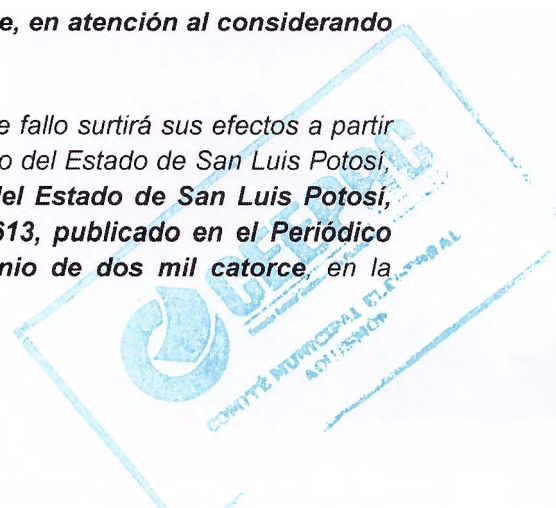 e, en atención al considerando
e fallo surtirá sus efectos a partir
o del Estado de San Luis Potosí,
del Estado de San Luis Potosí,
613, publicado en el Periódico
nio de dos mil catorce, en la
CEEPAC
COMITÉ MUNICIPAL ELECTORAL
AQUISMÓN